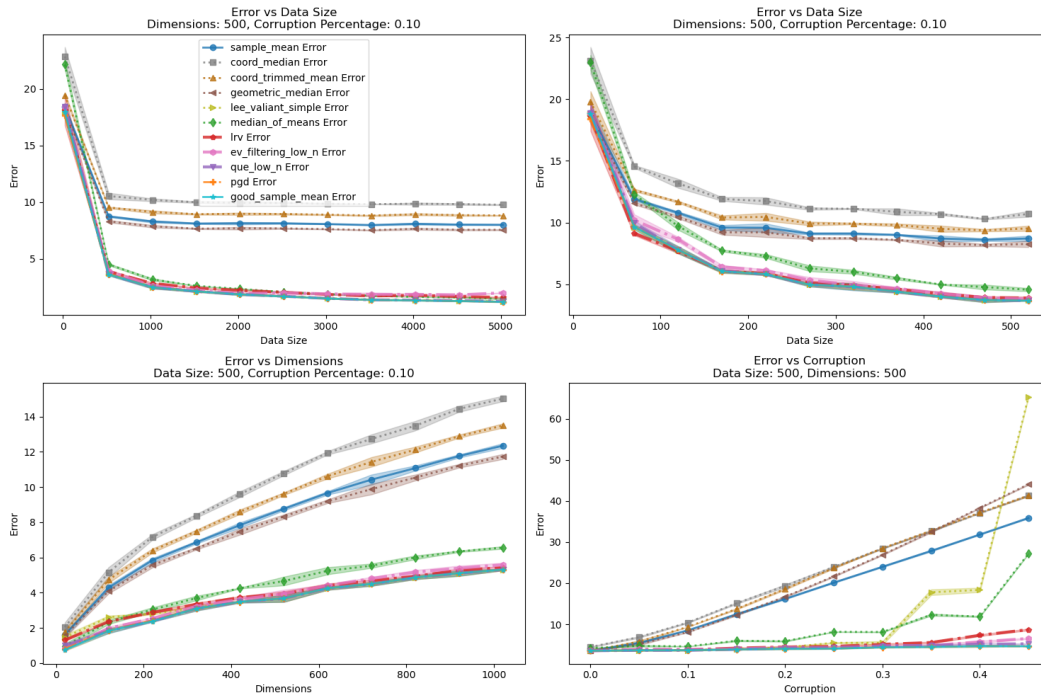 Error vs Data Size
Dimensions: 500, Corruption Percentage: 0.10
Error
20
15
10
5
sample_mean Error
coord_median Error
coord_trimmed_mean Error
geometric_median Error
lee_valiant_simple Error
median_of_means Error
lrv Error
ev_filtering_low_n Error
que_low_n Error
pgd Error
good_sample_mean Error
0 1000 2000 3000 4000 5000
Data Size
Error vs Data Size
Dimensions: 500, Corruption Percentage: 0.10
Error
25
20
15
10
5
0 100 200 300 400 500
Data Size
Error vs Dimensions
Data Size: 500, Corruption Percentage: 0.10
Error
14
12
10
8
6
4
2
0
0 200 400 600 800 1000
Dimensions
Error vs Corruption
Data Size: 500, Dimensions: 500
Error
60
50
40
30
20
10
0.0 0.1 0.2 0.3 0.4
Corruption